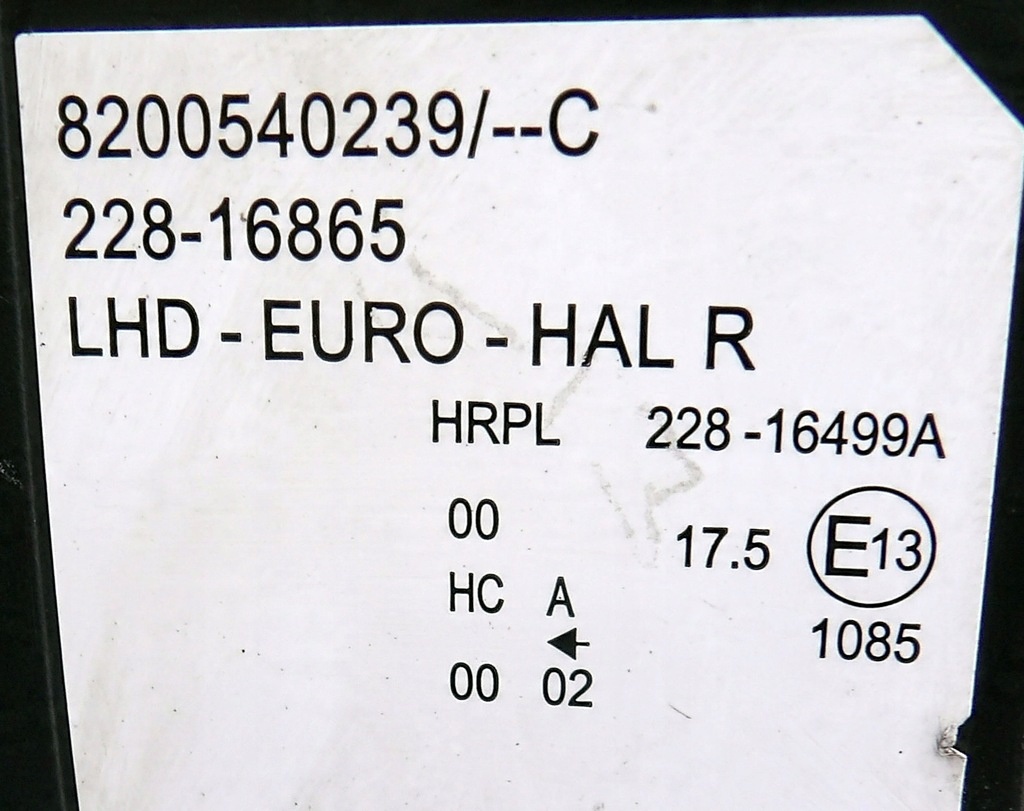 8200540239/--C
228-16865
LHD - EURO - HAL R
HRPL 228 -16499A
00
17.5 E13
HC A
1085
00 02